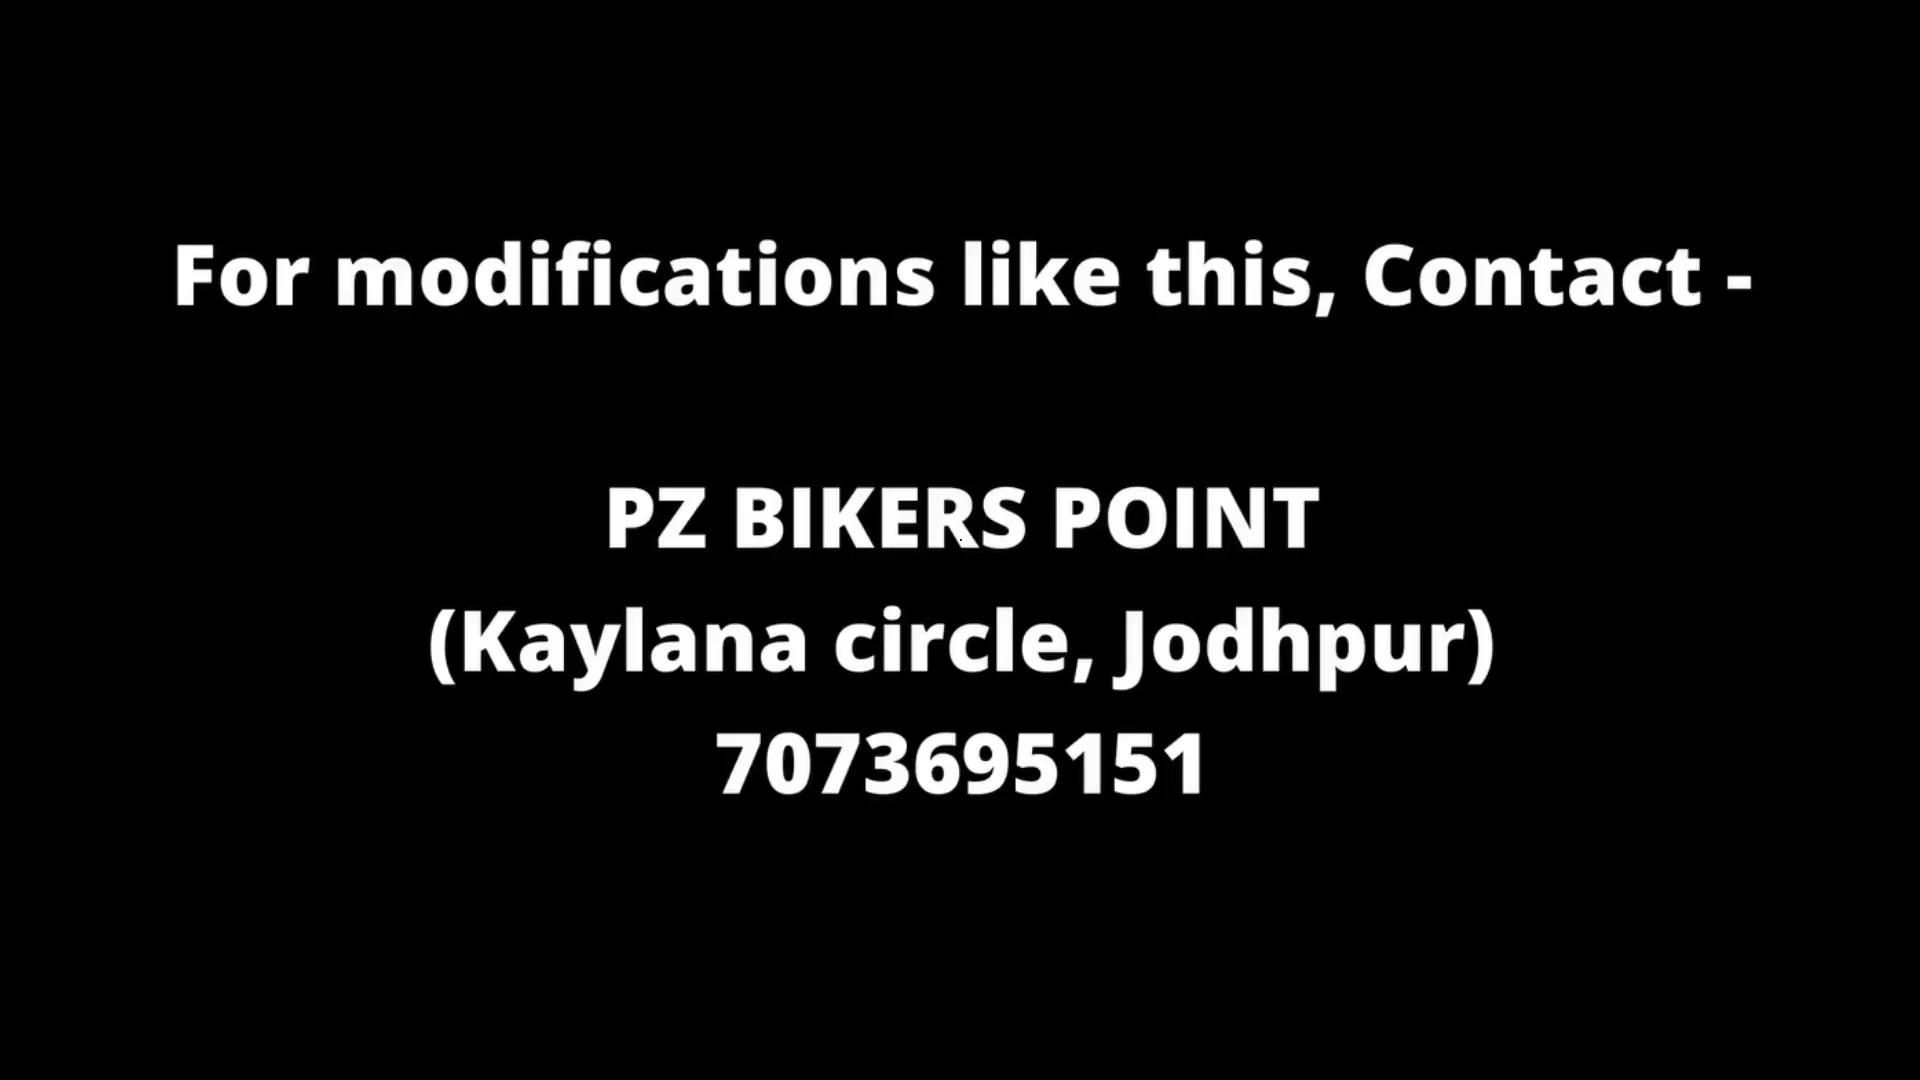 For modifications like this, Contact -
PZ BIKERS POINT
(Kaylana circle, Jodhpur)
7073695151